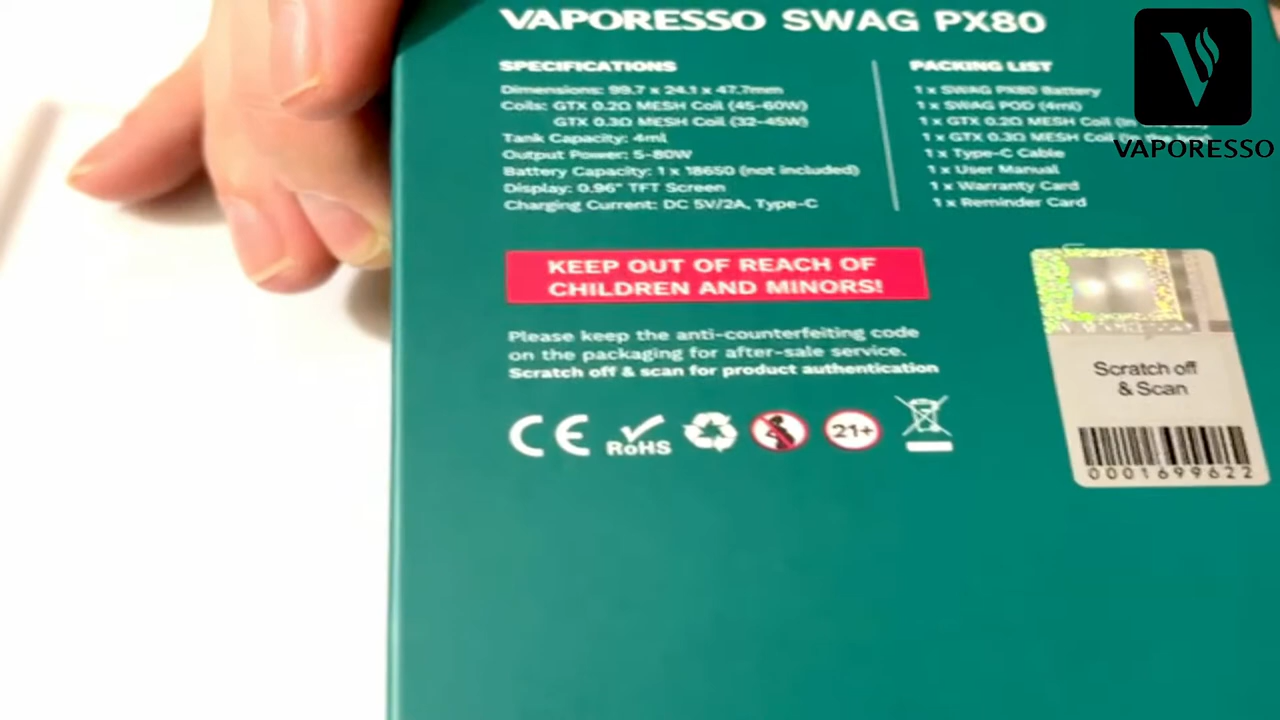 VAPORESSO SWAG PX80
SPECIFICATIONS
Dimensions: 99.7 x 24.1 x 47.7mm
Coils: GTX 0.2Ω MESH Coil (45-60W)
GTX 0.3Ω MESH Coil (32-45W)
Tank Capacity: 4ml
Output Power: 5-80W
Battery Capacity: 1 x 18650 (not included)
Display: 0.96" TFT Screen
Charging Current: DC 5V/2A, Type-C
PACKING LIST
1 x SWAG PX80 Battery
1 x SWAG POD (4ml)
1 x GTX 0.2Ω MESH Coil (In
1 x GTX 0.3Ω MESH Coil (In the box)
1 x Type-C Cable
1 x User Manual
1 x Warranty Card
1 x Reminder Card
VAPORESSO
KEEP OUT OF REACH OF
CHILDREN AND MINORS!
Please keep the anti-counterfeiting code
on the packaging for after-sale service.
Scratch off & scan for product authentication
CE RoHS 21+
Scratch off
& Scan
0001699622